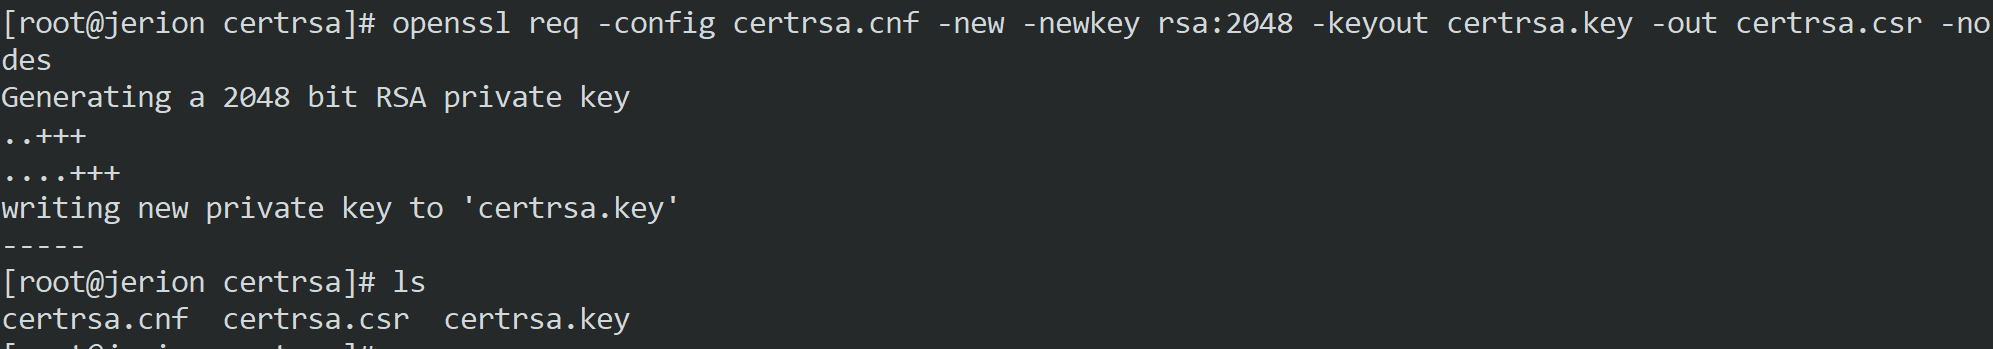 [root@jerion certrsa]# openssl req -config certrsa.cnf -new -newkey rsa:2048 -keyout certrsa.key -out certrsa.csr -no
des
Generating a 2048 bit RSA private key
..+++
....+++
writing new private key to 'certrsa.key'
-----
[root@jerion certrsa]# ls
certrsa.cnf  certrsa.csr  certrsa.key